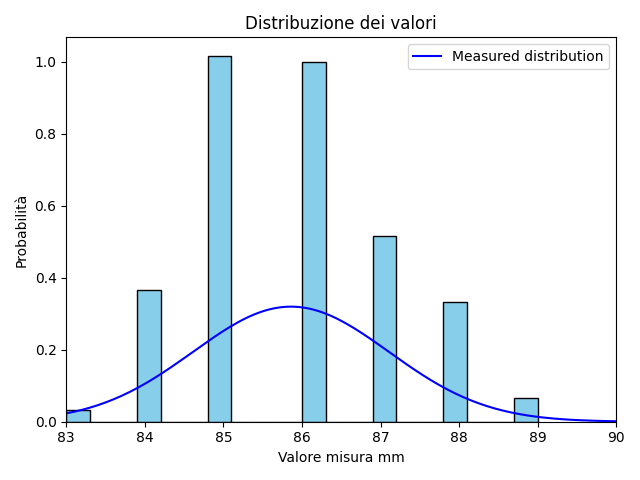 Distribuzione dei valori
Measured distribution
Probabilità
1.0
0.8
0.6
0.4
0.2
0.0
83 84 85 86 87 88 89 90
Valore misura mm